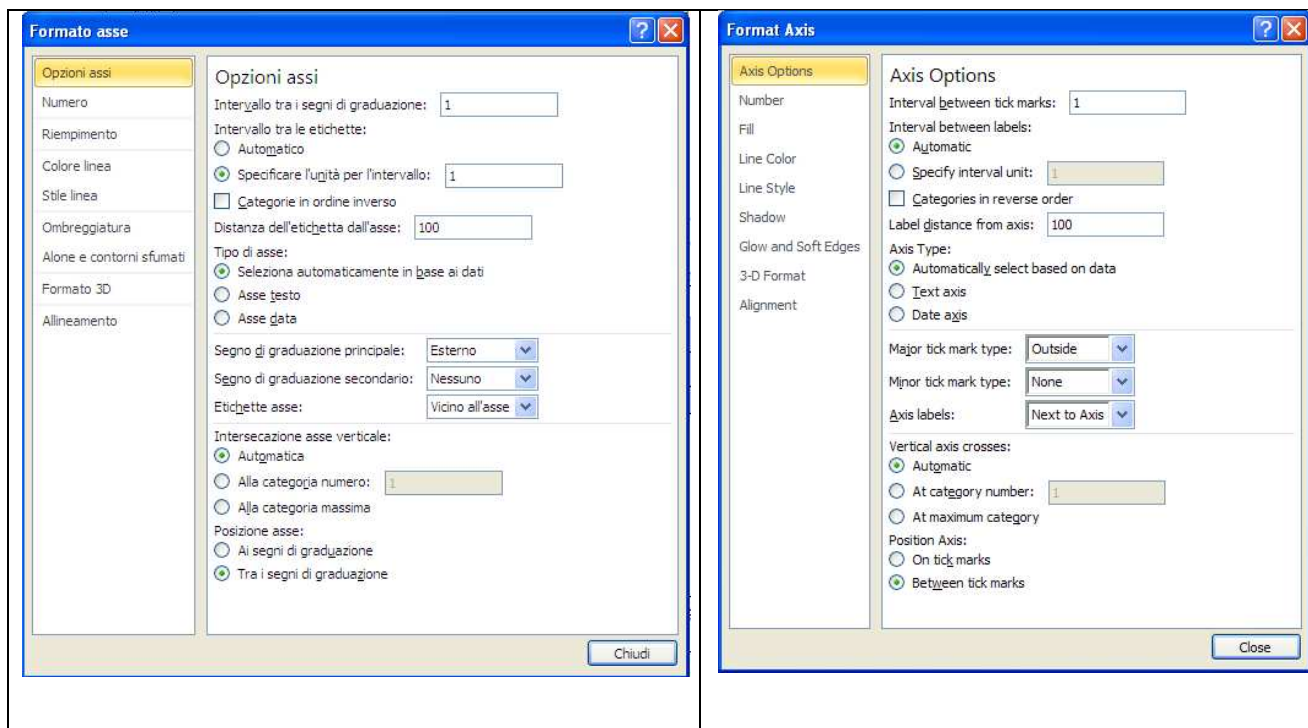 Formato asse
Opzioni assi
Numero
Riempimento
Colore linea
Stile linea
Ombreggiatura
Alone e contorni sfumati
Formato 3D
Allineamento
Opzioni assi
Intervallo tra i segni di graduazione: 1
Intervallo tra le etichette:
Automatico
Specificare l'unità per l'intervallo: 1
Categorie in ordine inverso
Distanza dell'etichetta dall'asse: 100
Tipo di asse:
Seleziona automaticamente in base ai dati
Asse testo
Asse data
Segno di graduazione principale: Esterno
Segno di graduazione secondario: Nessuno
Etichette asse: Vicino all'asse
Intersecazione asse verticale:
Automatica
Alla categoria numero: 1
Alla categoria massima
Posizione asse:
Ai segni di graduazione
Tra i segni di graduazione
Chiudi
Format Axis
Axis Options
Number
Fill
Line Color
Line Style
Shadow
Glow and Soft Edges
3-D Format
Alignment
Axis Options
Interval between tick marks: 1
Interval between labels:
Automatic
Specify interval unit: 1
Categories in reverse order
Label distance from axis: 100
Axis Type:
Automatically select based on data
Text axis
Date axis
Major tick mark type: Outside
Minor tick mark type: None
Axis labels: Next to Axis
Vertical axis crosses:
Automatic
At category number: 1
At maximum category
Position Axis:
On tick marks
Between tick marks
Close